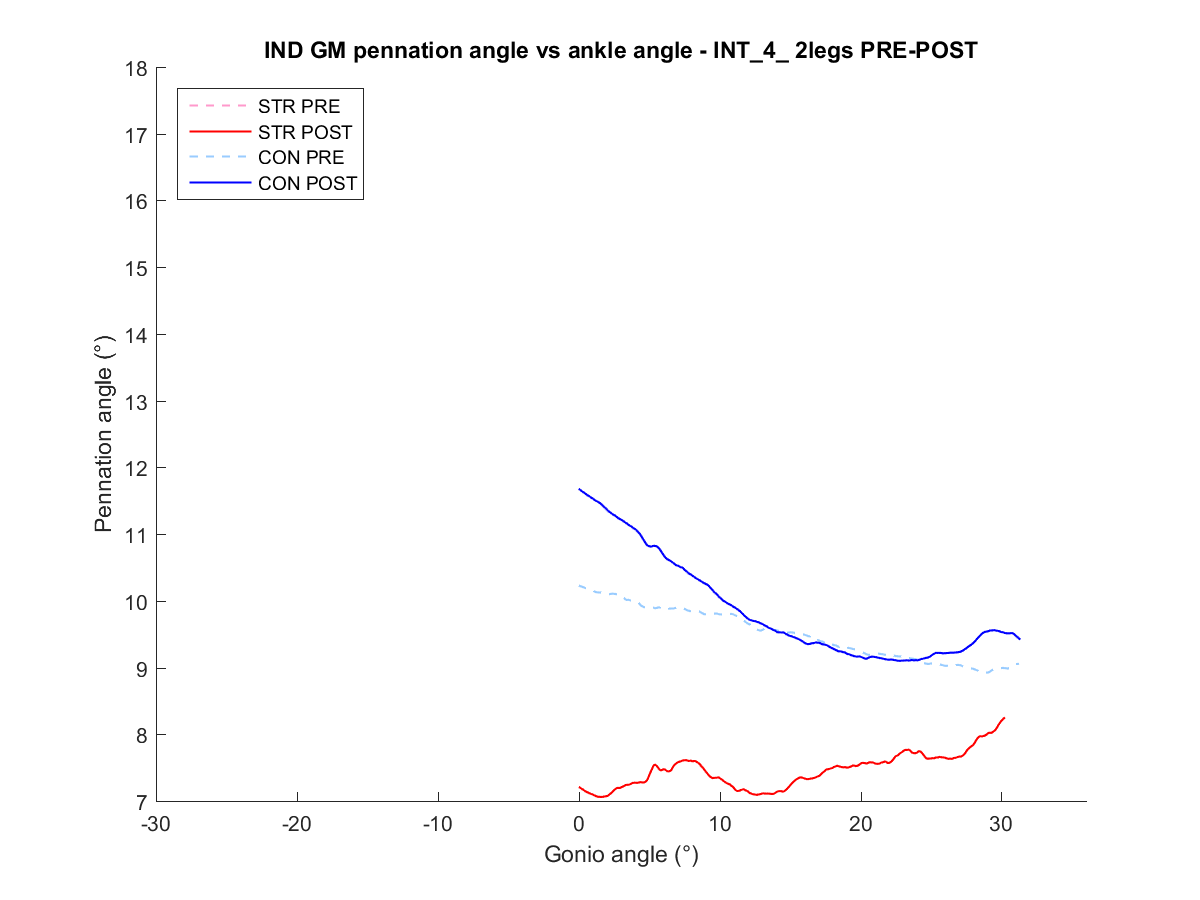 IND GM pennation angle vs ankle angle - INT_4_ 2legs PRE-POST
18
17
16
15
14
13
12
11
10
9
8
7
STR PRE
STR POST
CON PRE
CON POST
Pennation angle (°)
-30
-20
-10
0
10
20
30
Gonio angle (°)